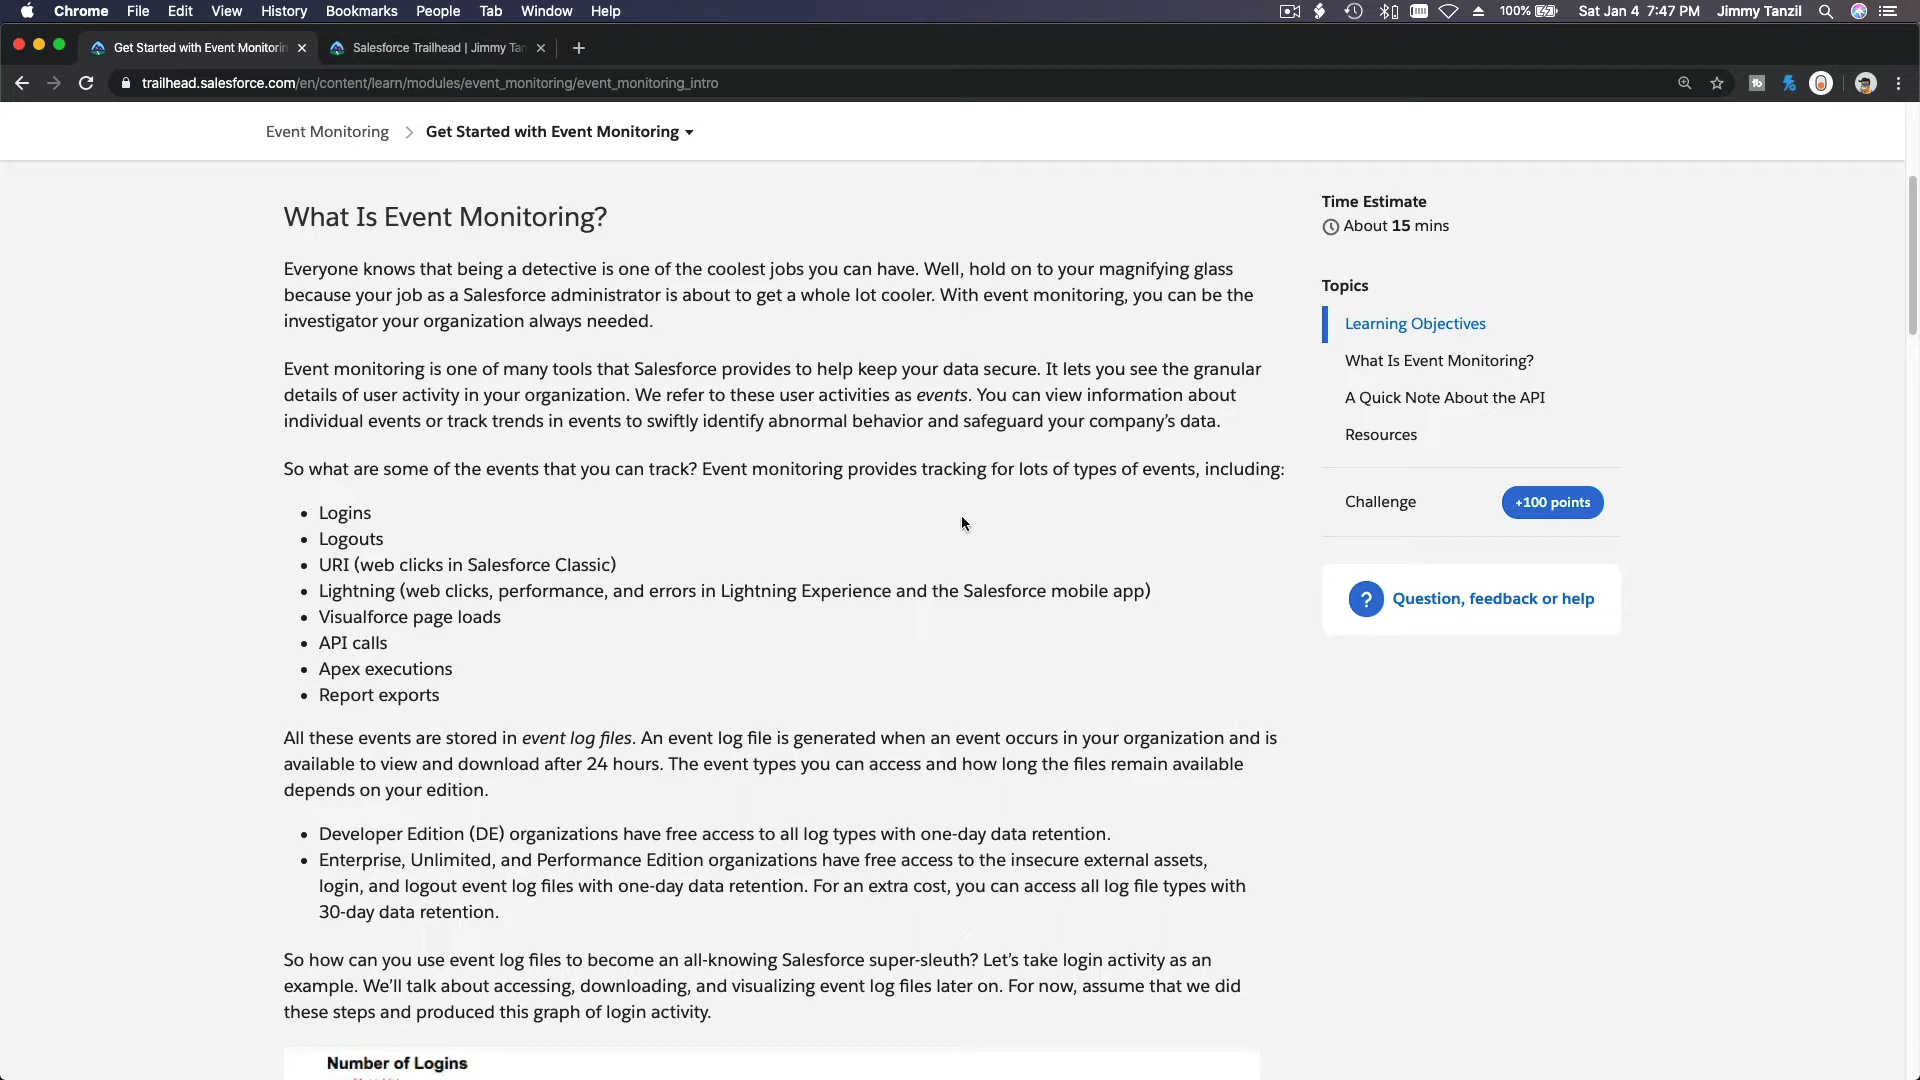 Chrome File Edit View History Bookmarks People Tab Window Help 100% Sat Jan 4 7:47 PM Jimmy Tanzil
Get Started with Event Monitorin Salesforce Trailhead | Jimmy Tan
trailhead.salesforce.com/en/content/learn/modules/event_monitoring/event_monitoring_intro
Event Monitoring > Get Started with Event Monitoring
What Is Event Monitoring?
Everyone knows that being a detective is one of the coolest jobs you can have. Well, hold on to your magnifying glass
because your job as a Salesforce administrator is about to get a whole lot cooler. With event monitoring, you can be the
investigator your organization always needed.
Event monitoring is one of many tools that Salesforce provides to help keep your data secure. It lets you see the granular
details of user activity in your organization. We refer to these user activities as events. You can view information about
individual events or track trends in events to swiftly identify abnormal behavior and safeguard your company's data.
So what are some of the events that you can track? Event monitoring provides tracking for lots of types of events, including:
• Logins
• Logouts
• URI (web clicks in Salesforce Classic)
• Lightning (web clicks, performance, and errors in Lightning Experience and the Salesforce mobile app)
• Visualforce page loads
• API calls
• Apex executions
• Report exports
All these events are stored in event log files. An event log file is generated when an event occurs in your organization and is
available to view and download after 24 hours. The event types you can access and how long the files remain available
depends on your edition.
• Developer Edition (DE) organizations have free access to all log types with one-day data retention.
• Enterprise, Unlimited, and Performance Edition organizations have free access to the insecure external assets,
login, and logout event log files with one-day data retention. For an extra cost, you can access all log file types with
30-day data retention.
So how can you use event log files to become an all-knowing Salesforce super-sleuth? Let's take login activity as an
example. We'll talk about accessing, downloading, and visualizing event log files later on. For now, assume that we did
these steps and produced this graph of login activity.
Number of Logins
Time Estimate
About 15 mins
Topics
Learning Objectives
What Is Event Monitoring?
A Quick Note About the API
Resources
Challenge +100 points
? Question, feedback or help